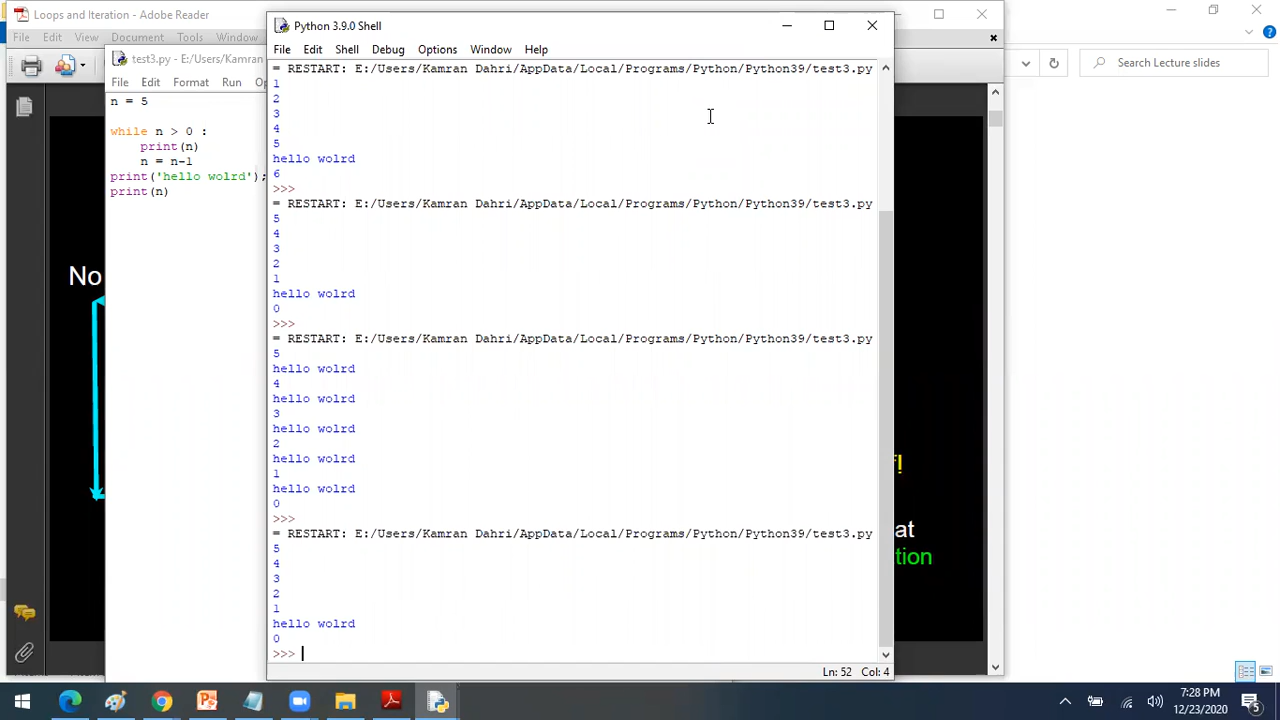 Loops and Iteration - Adobe Reader
File Edit View Document Tools Window
test3.py - E:/Users/Kamran
File Edit Format Run
n = 5
while n > 0 :
print(n)
n = n-1
print('hello wolrd');
print(n)
No
Python 3.9.0 Shell
File Edit Shell Debug Options Window Help
= RESTART: E:/Users/Kamran Dahri/AppData/Local/Programs/Python/Python39/test3.py
1
2
3
4
5
hello wolrd
6
>>>
= RESTART: E:/Users/Kamran Dahri/AppData/Local/Programs/Python/Python39/test3.py
5
4
3
2
1
hello wolrd
0
>>>
= RESTART: E:/Users/Kamran Dahri/AppData/Local/Programs/Python/Python39/test3.py
5
hello wolrd
4
hello wolrd
3
hello wolrd
2
hello wolrd
1
hello wolrd
0
>>>
= RESTART: E:/Users/Kamran Dahri/AppData/Local/Programs/Python/Python39/test3.py
5
4
3
2
1
hello wolrd
0
>>>
Ln: 52 Col: 4
Search Lecture slides
at
tion
7:28 PM
12/23/2020
5